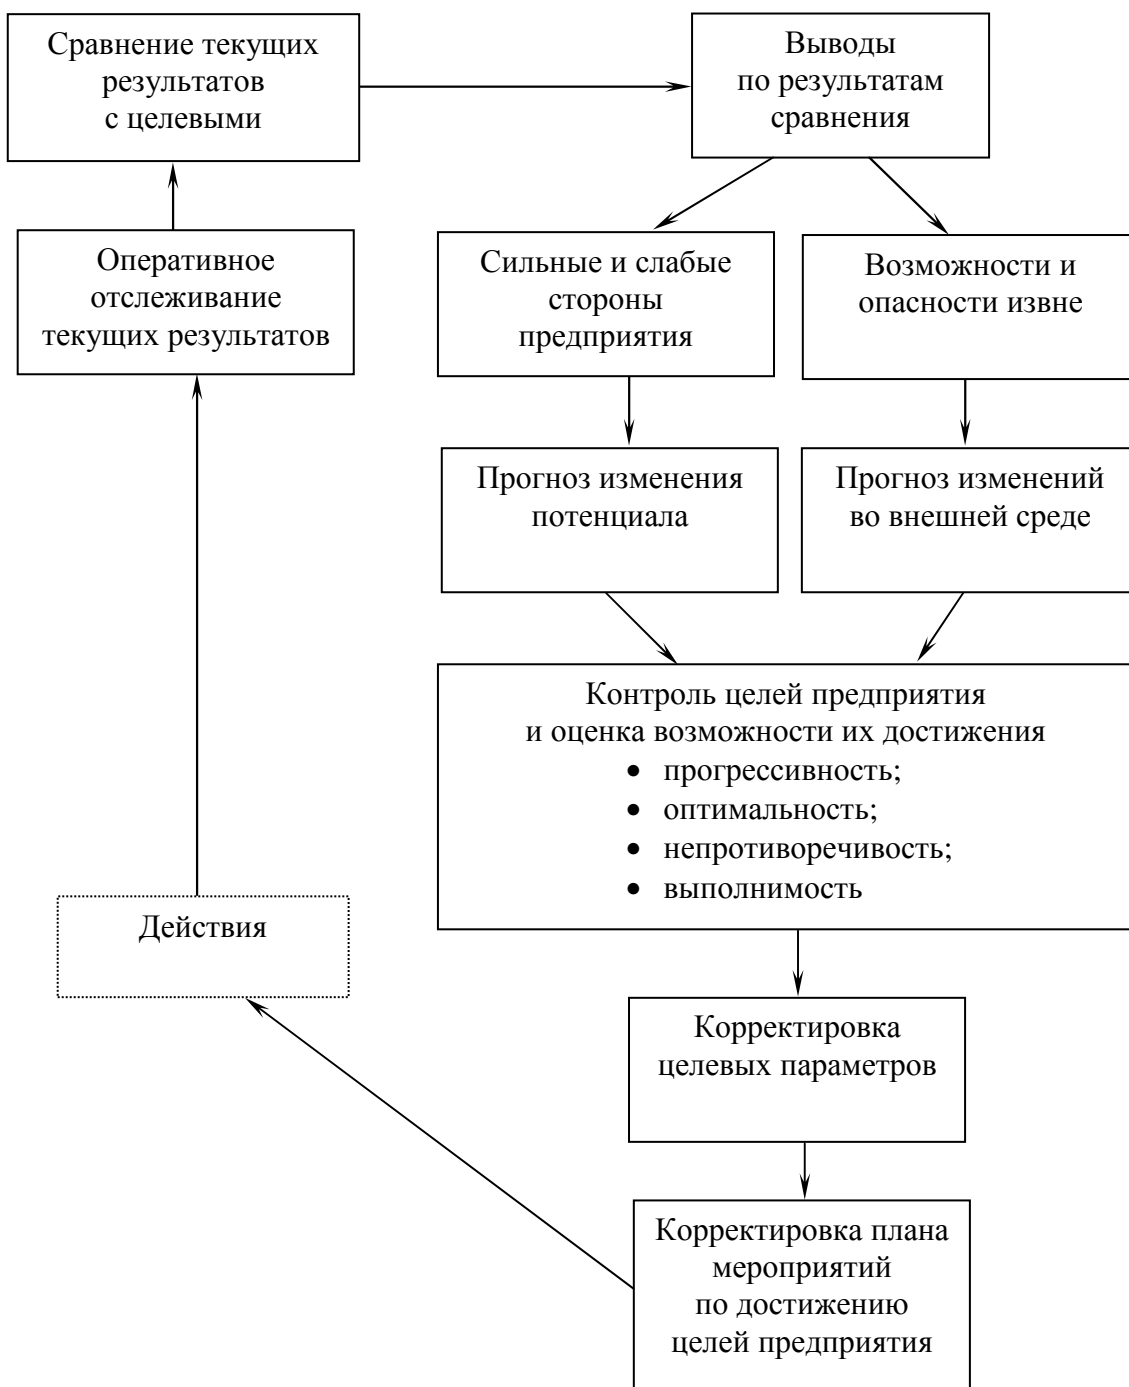 Сравнение текущих
результатов
с целевыми
Выводы
по результатам
сравнения
Оперативное
отслеживание
текущих результатов
Сильные и слабые
стороны
предприятия
Возможности и
опасности извне
Прогноз изменения
потенциала
Прогноз изменений
во внешней среде
Контроль целей предприятия
и оценка возможности их достижения
• прогрессивность;
• оптимальность;
• непротиворечивость;
• выполнимость
Действия
Корректировка
целевых параметров
Корректировка плана
мероприятий
по достижению
целей предприятия